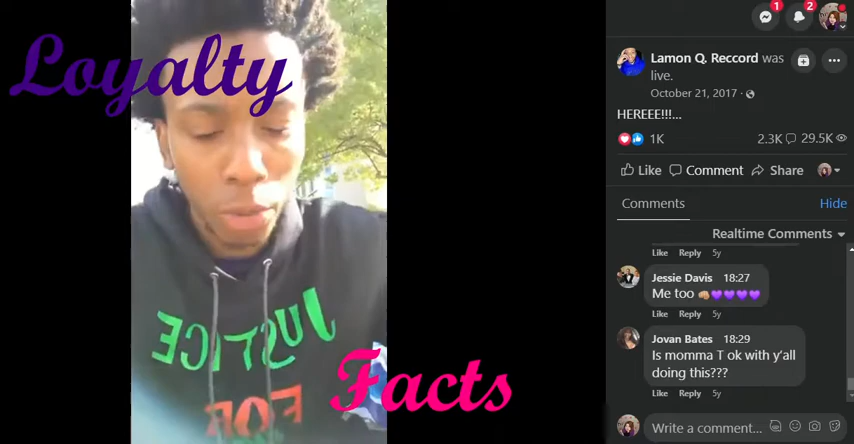 Loyalty
JUSTICE
FOR
Facts
1
2
Lamon Q. Reccord was
live.
October 21, 2017 ·
HEREEE!!!...
1K
2.3K
29.5K
Like
Comment
Share
Comments
Hide
Realtime Comments
Like Reply 5y
Jessie Davis 18:27
Me too 👊🏽💜💜💜💜
Like Reply 5y
Jovan Bates 18:29
Is momma T ok with y'all
doing this???
Like Reply 5y
Write a comment...